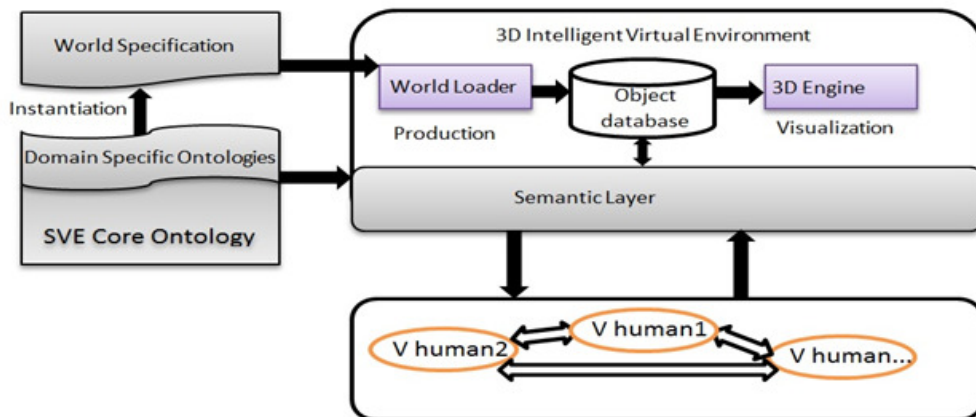 World Specification
Instantiation
Domain Specific Ontologies
SVE Core Ontology
3D Intelligent Virtual Environment
World Loader
Production
Object
database
3D Engine
Visualization
Semantic Layer
V human2
V human1
V human...